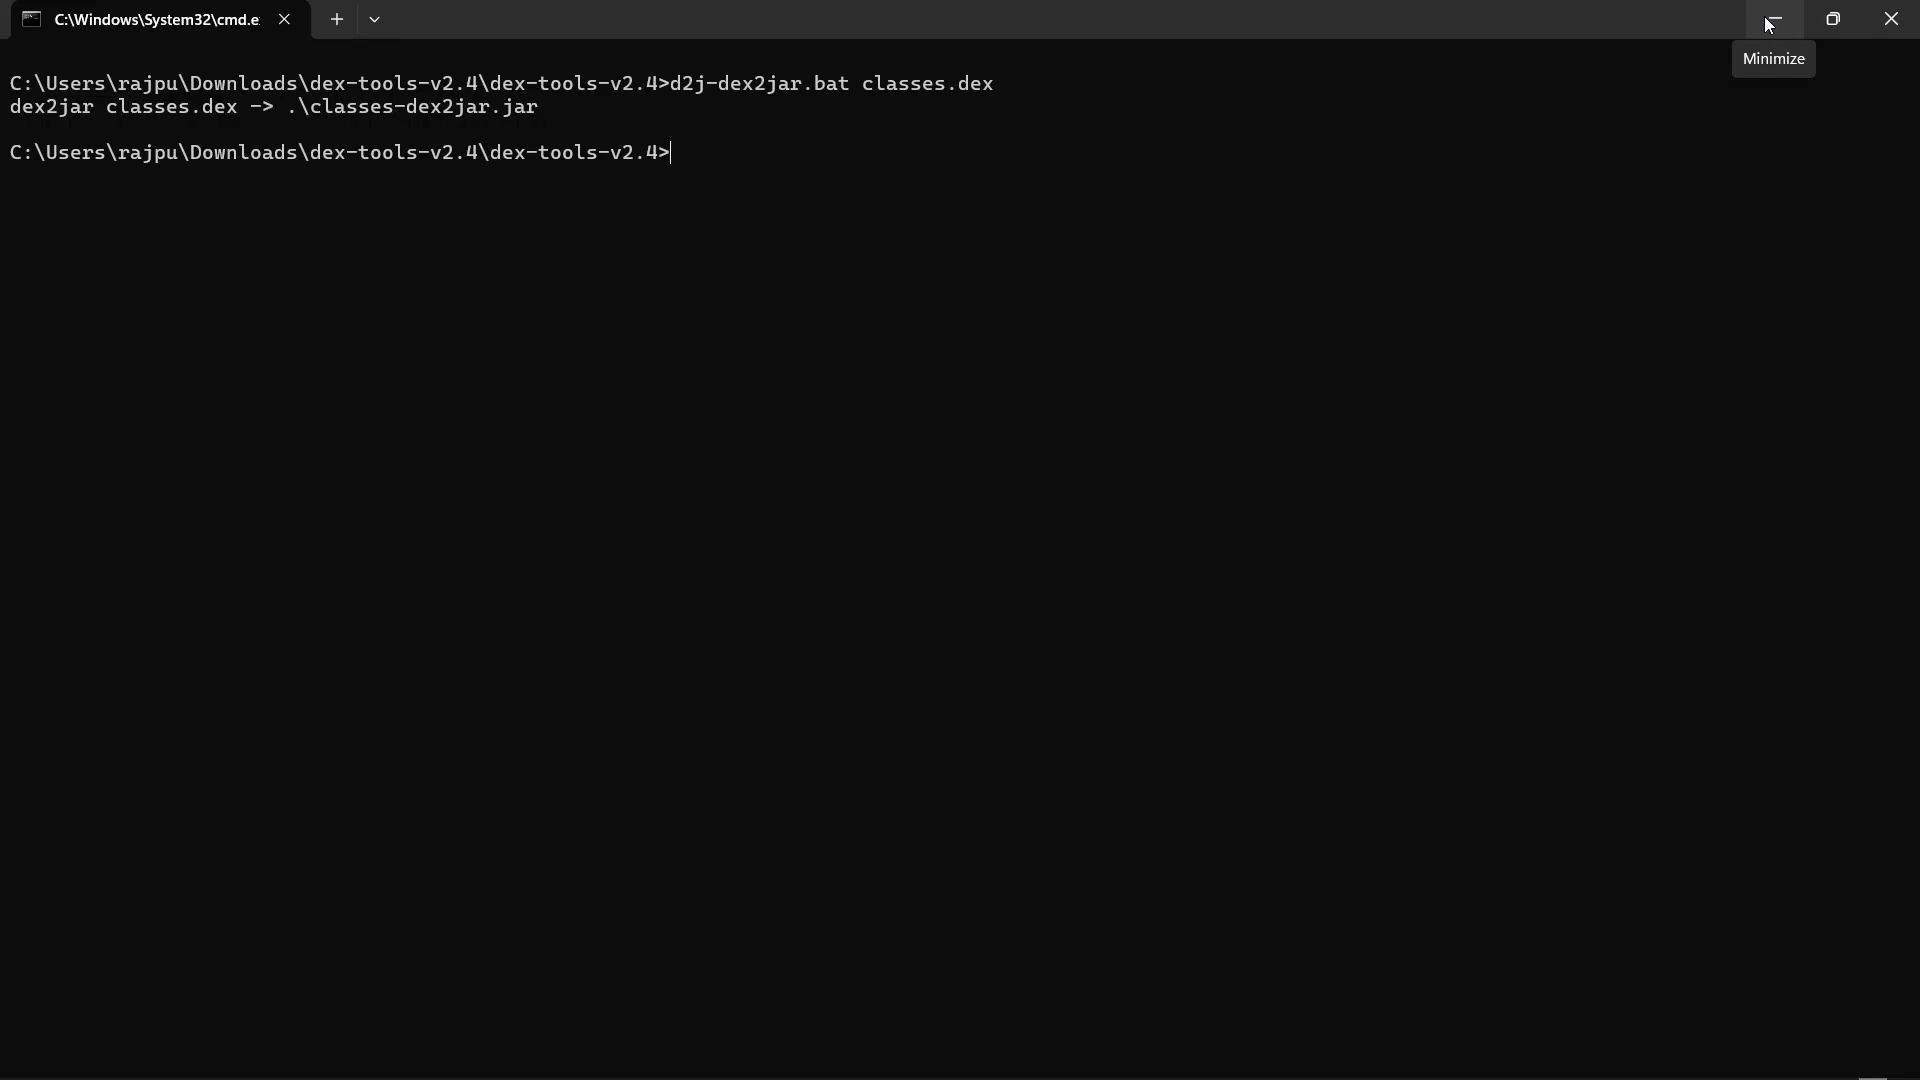 C:\Windows\System32\cmd.e
Minimize
C:\Users\rajpu\Downloads\dex-tools-v2.4\dex-tools-v2.4>d2j-dex2jar.bat classes.dex
dex2jar classes.dex -> .\classes-dex2jar.jar
C:\Users\rajpu\Downloads\dex-tools-v2.4\dex-tools-v2.4>